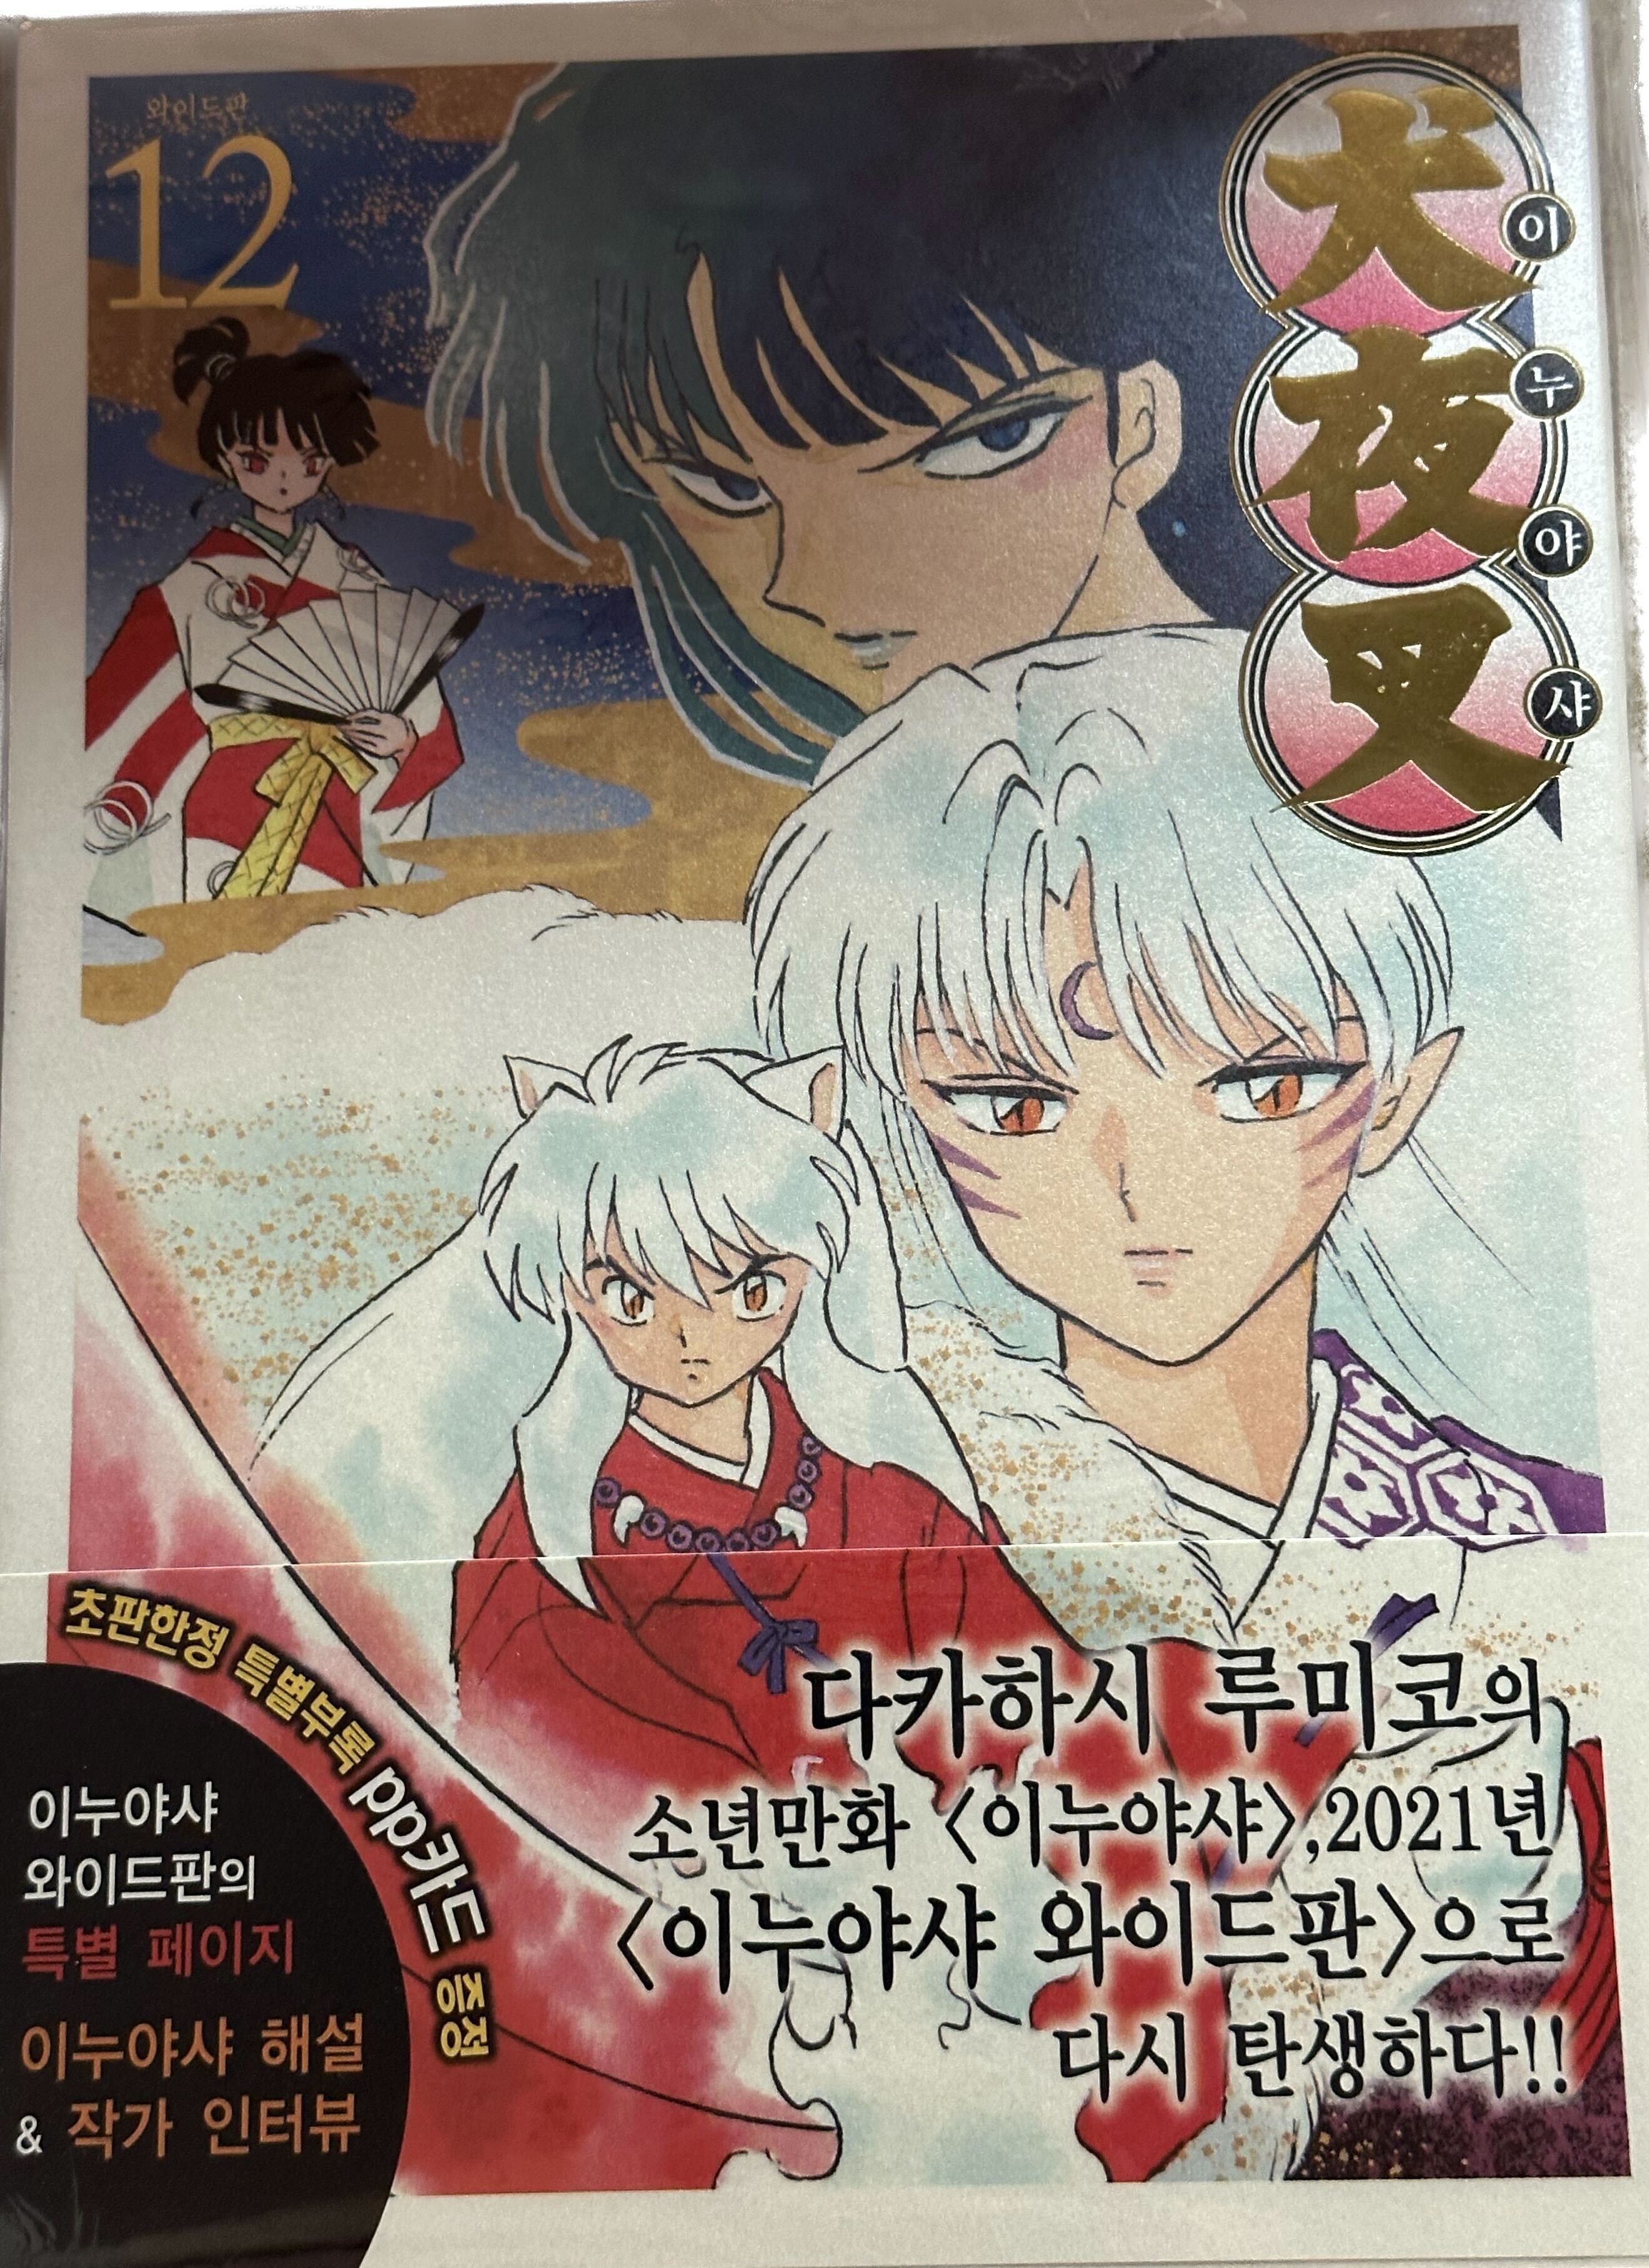 와이드판
12
犬夜叉
이누야샤
초판한정 특별부록 PP카드 증정
이누야샤
와이드판의
특별 페이지
이누야샤 해설
& 작가 인터뷰
다카하시 루미코의
소년만화 〈이누야샤〉,2021년
〈이누야샤 와이드판〉으로
다시 탄생하다!!